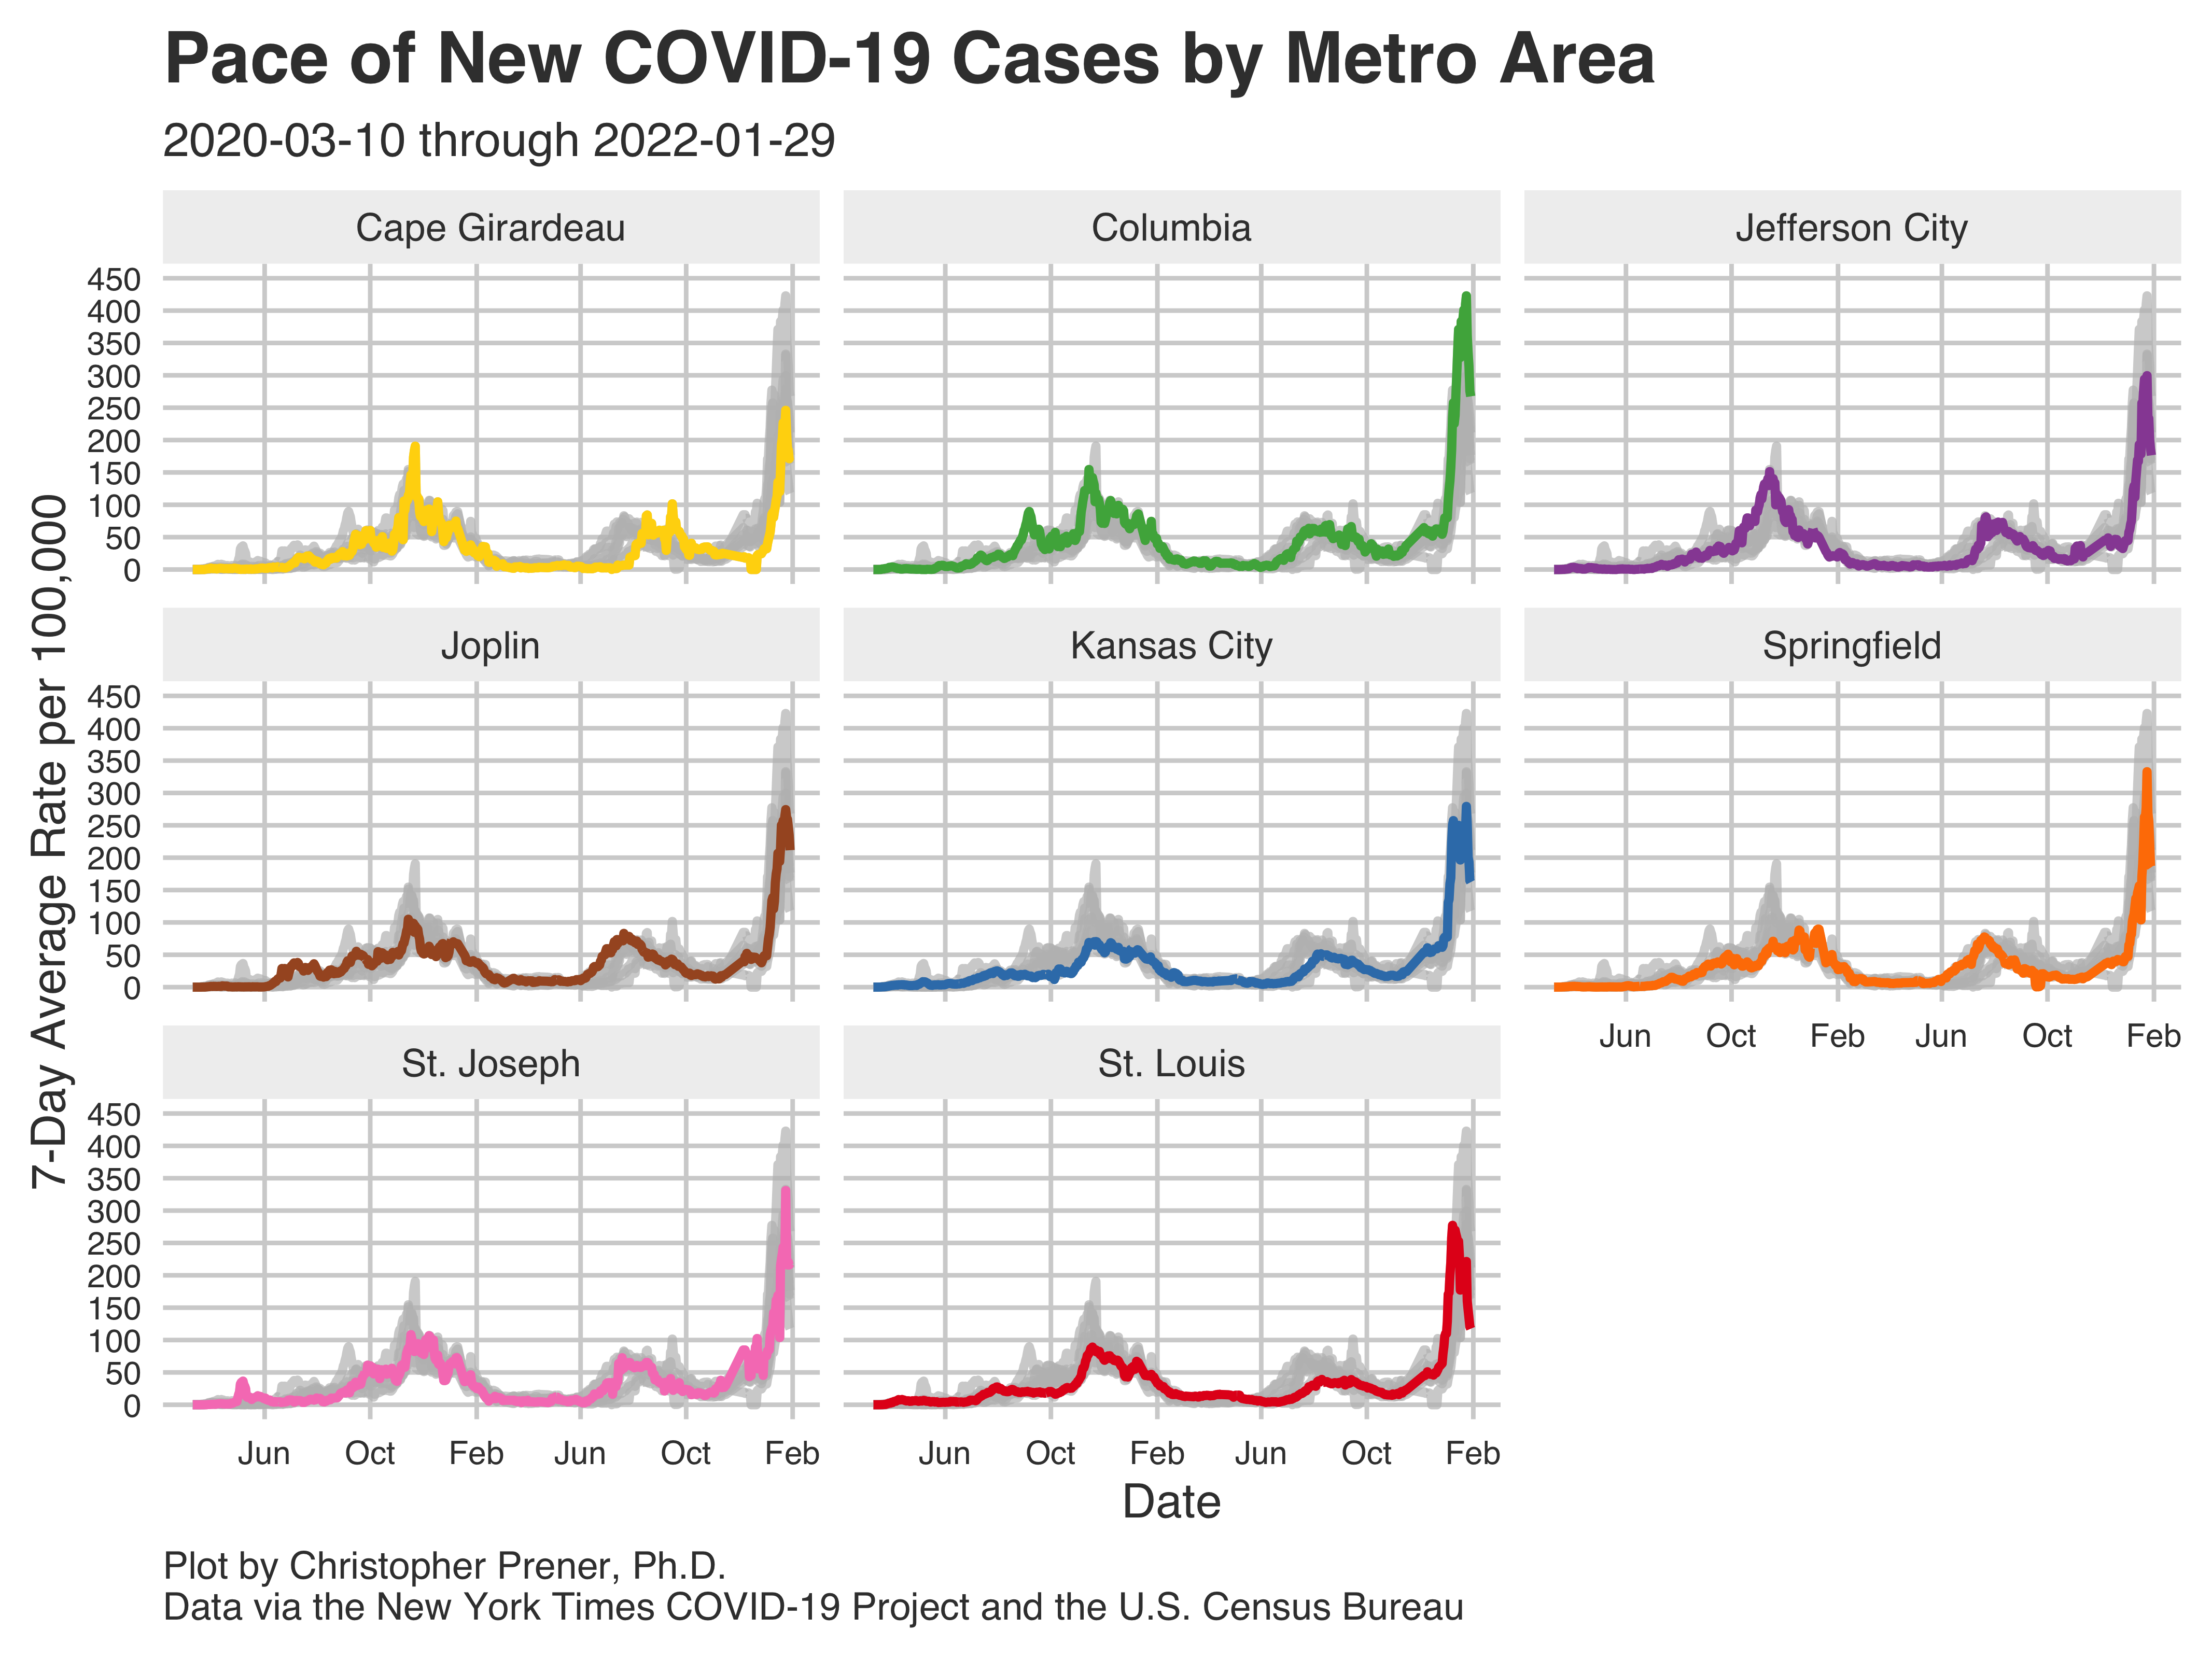 Pace of New COVID-19 Cases by Metro Area
2020-03-10 through 2022-01-29
7-Day Average Rate per 100,000
Cape Girardeau
Columbia
Jefferson City
450
400
350
300
250
200
150
100
50
0
Joplin
Kansas City
Springfield
450
400
350
300
250
200
150
100
50
0
Jun Oct Feb Jun Oct Feb
St. Joseph
St. Louis
450
400
350
300
250
200
150
100
50
0
Jun Oct Feb Jun Oct Feb
Jun Oct Feb Jun Oct Feb
Date
Plot by Christopher Prener, Ph.D.
Data via the New York Times COVID-19 Project and the U.S. Census Bureau